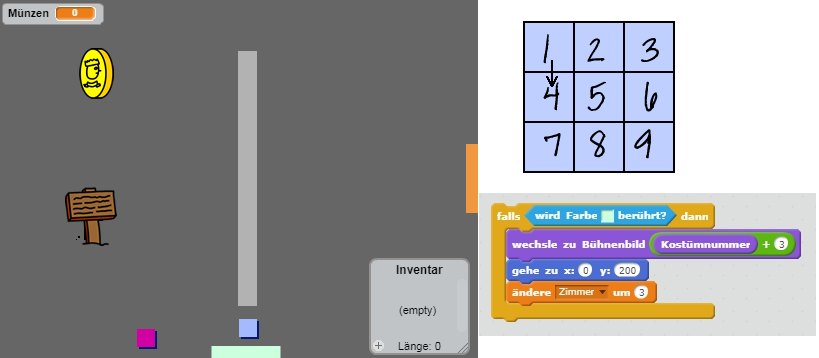 Münzen 0
1 2 3
4 5 6
7 8 9
falls wird Farbe berührt? dann
wechsle zu Bühnenbild Kostümnummer + 3
gehe zu x: 0 y: 200
ändere Zimmer um 3
Inventar
(empty)
+ Länge: 0